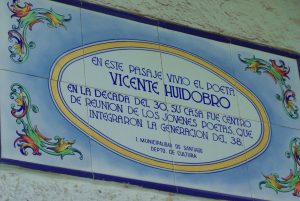 EN ESTE PASAJE VIVIO EL POETA
VICENTE HUIDOBRO
EN LA DECADA DEL 30, SU CASA FUE CENTRO
DE REUNION DE LOS JOVENES POETAS, QUE
INTEGRARON LA GENERACION DEL 38.
I. MUNICIPALIDAD DE SANTIAGO
DEPTO. DE CULTURA